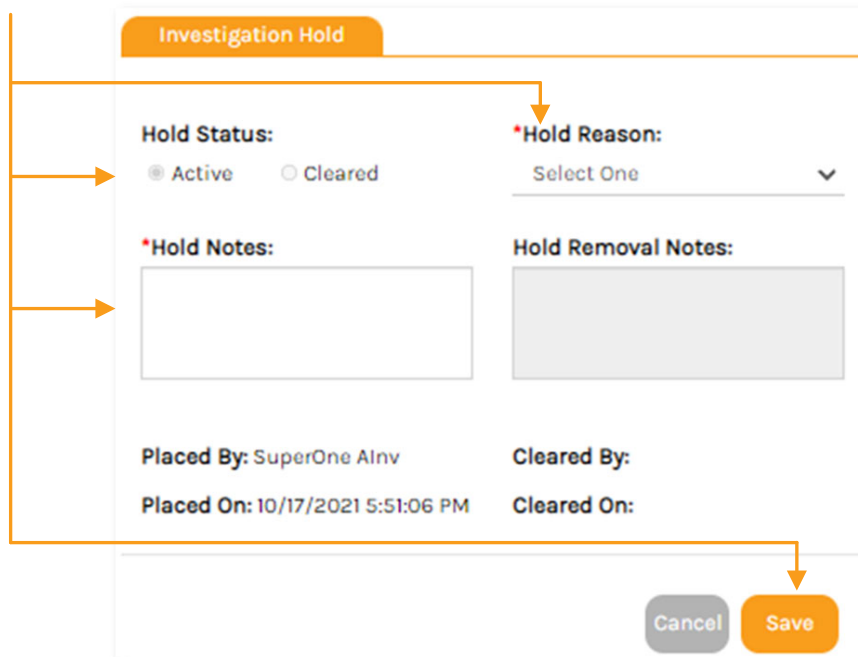 Investigation Hold
Hold Status:
Active Cleared
*Hold Reason:
Select One
*Hold Notes:
Hold Removal Notes:
Placed By: SuperOne AInv
Cleared By:
Placed On: 10/17/2021 5:51:06 PM
Cleared On:
Cancel
Save